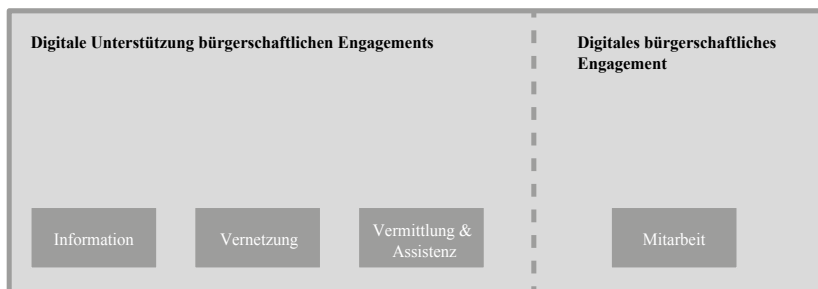 Digitale Unterstützung bürgerschaftlichen Engagements
Digitales bürgerschaftliches
Engagement
Information
Vernetzung
Vermittlung &
Assistenz
Mitarbeit